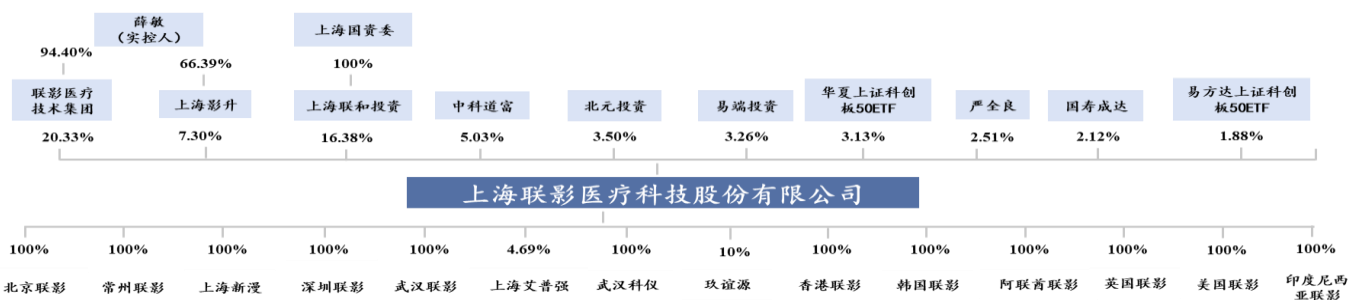 薛敏
（实控人）
上海国资委
94.40%
66.39%
100%
联影医疗
技术集团
上海影升
上海联和投资
中科道富
北元投资
易端投资
华夏上证科创
板50ETF
严全良
国寿成达
易方达上证科创
板50ETF
20.33%
7.30%
16.38%
5.03%
3.50%
3.26%
3.13%
2.51%
2.12%
1.88%
上海联影医疗科技股份有限公司
100%
100%
100%
100%
100%
4.69%
100%
10%
100%
100%
100%
100%
100%
100%
北京联影
常州联影
上海新漫
深圳联影
武汉联影
上海艾普强
武汉科仪
玖谊源
香港联影
韩国联影
阿联酋联影
英国联影
美国联影
印度尼西
亚联影